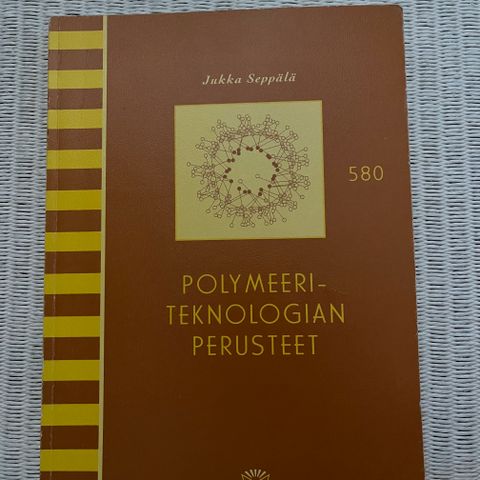 Jukka Seppälä
580
POLYMEERI-
TEKNOLOGIAN
PERUSTEET